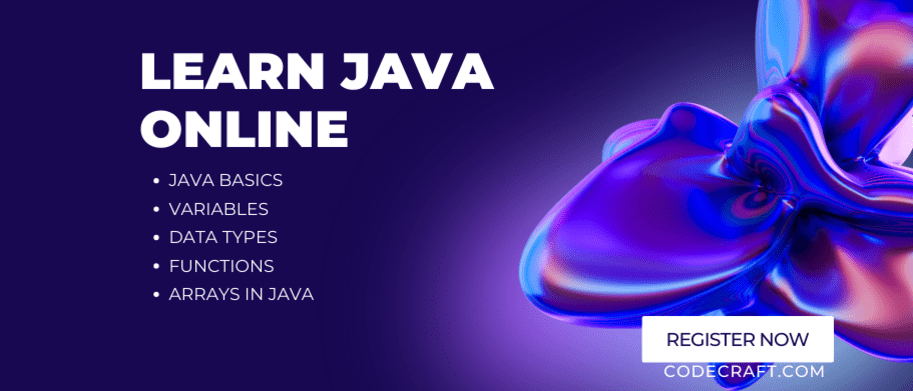 LEARN JAVA
ONLINE
• JAVA BASICS
• VARIABLES
• DATA TYPES
• FUNCTIONS
• ARRAYS IN JAVA
REGISTER NOW
CODECRAFT.COM